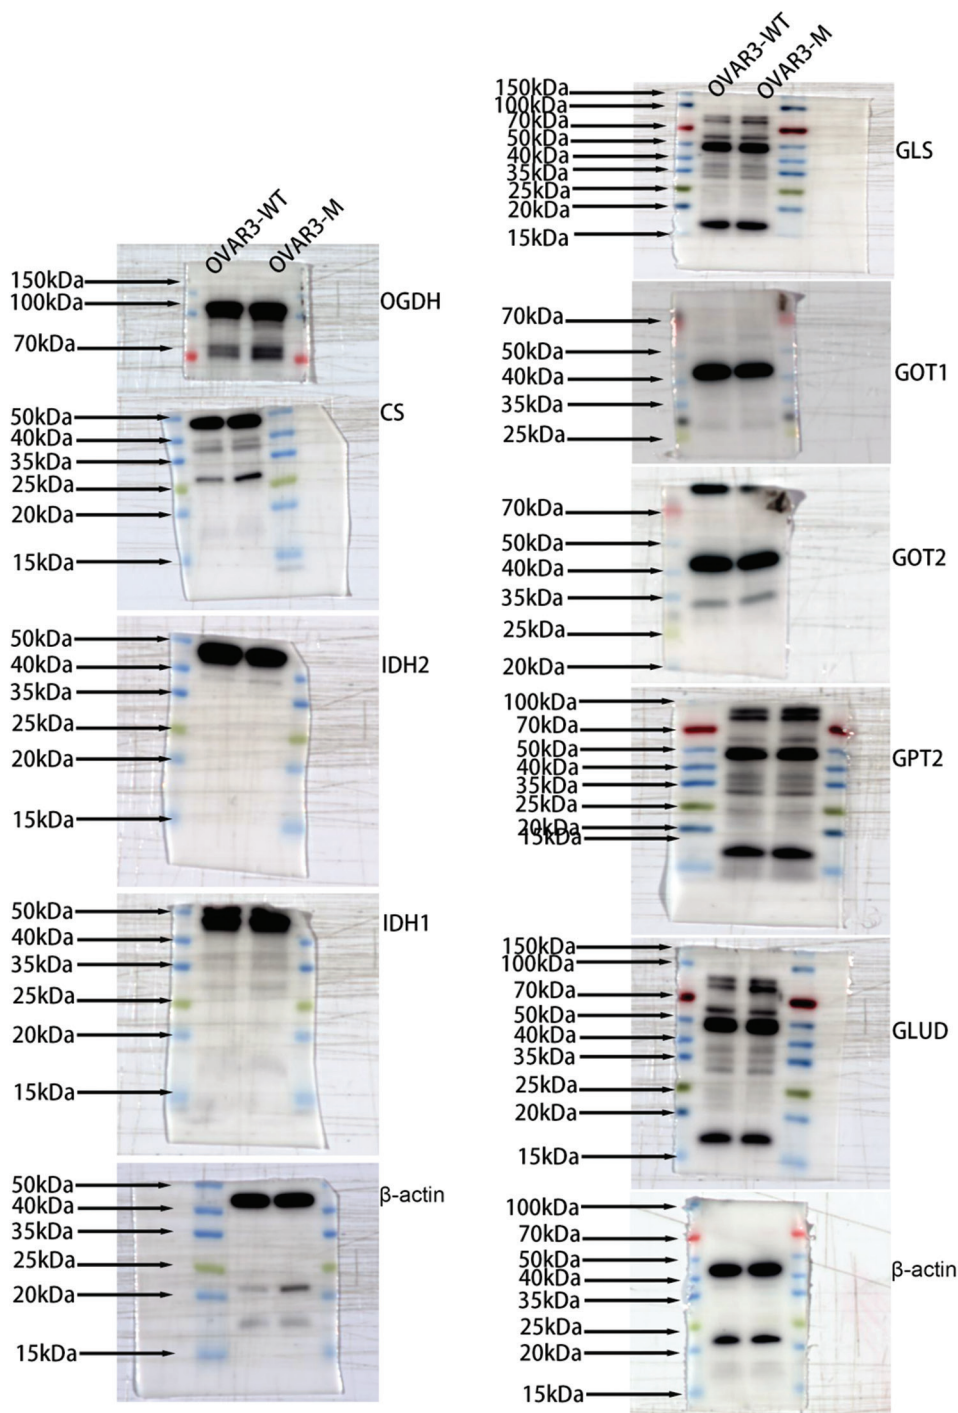 OVAR3-WT
OVAR3-M
150kDa
100kDa
70kDa
OGDH
50kDa
40kDa
35kDa
25kDa
20kDa
15kDa
CS
50kDa
40kDa
35kDa
25kDa
20kDa
15kDa
IDH2
50kDa
40kDa
35kDa
25kDa
20kDa
15kDa
IDH1
50kDa
40kDa
35kDa
25kDa
20kDa
15kDa
β-actin
OVAR3-WT
OVAR3-M
150kDa
100kDa
70kDa
50kDa
40kDa
35kDa
25kDa
20kDa
15kDa
GLS
70kDa
50kDa
40kDa
35kDa
25kDa
GOT1
70kDa
50kDa
40kDa
35kDa
25kDa
20kDa
GOT2
100kDa
70kDa
50kDa
40kDa
35kDa
25kDa
20kDa
15kDa
GPT2
150kDa
100kDa
70kDa
50kDa
40kDa
35kDa
25kDa
20kDa
15kDa
GLUD
100kDa
70kDa
50kDa
40kDa
35kDa
25kDa
20kDa
15kDa
β-actin